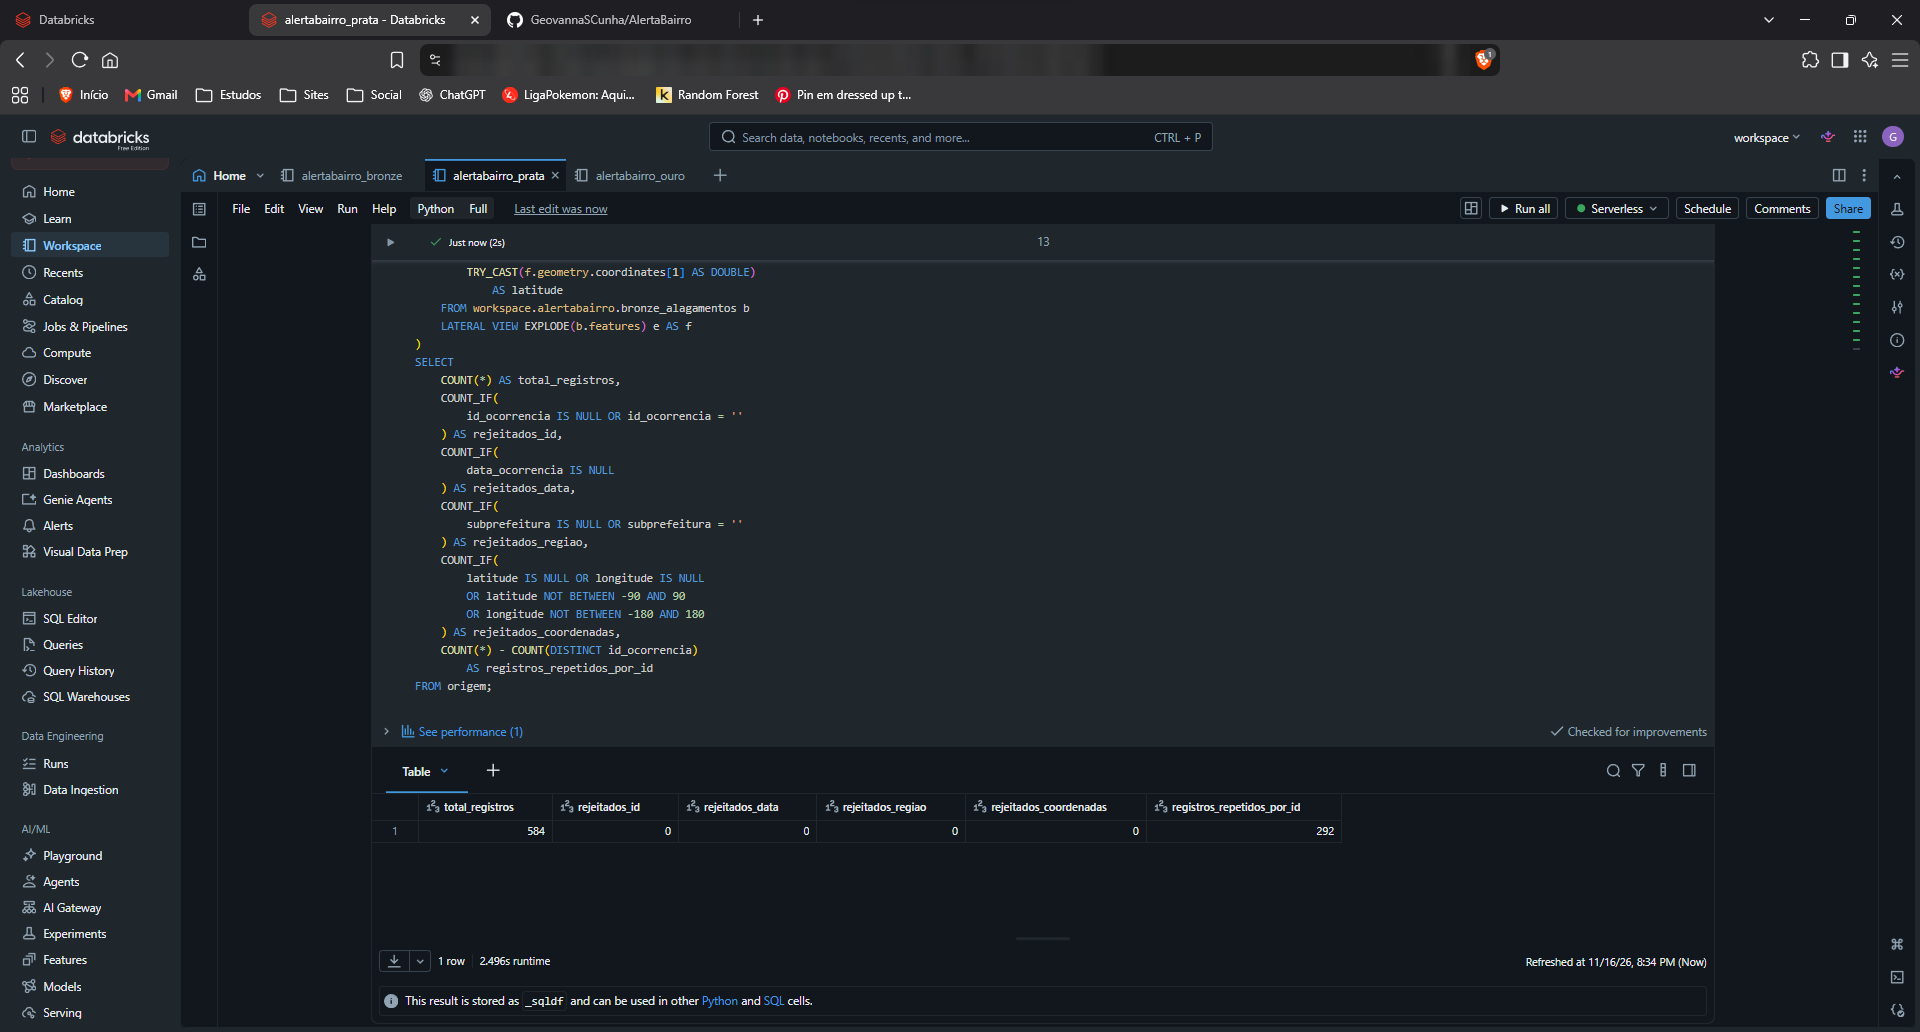 Databricks
alertabairro_prata - Databricks
GeovannaSCunha/AlertaBairro
1
Início
Gmail
Estudos
Sites
Social
ChatGPT
LigaPokemon: Aqui...
Random Forest
Pin em dressed up t...
databricks
Free Edition
Search data, notebooks, recents, and more...
CTRL + P
workspace
G
Home
alertabairro_bronze
alertabairro_prata
alertabairro_ouro
File
Edit
View
Run
Help
Python
Full
Last edit was now
Run all
Serverless
Schedule
Comments
Share
Home
Learn
Workspace
Recents
Catalog
Jobs & Pipelines
Compute
Discover
Marketplace
Analytics
Dashboards
Genie Agents
Alerts
Visual Data Prep
Lakehouse
SQL Editor
Queries
Query History
SQL Warehouses
Data Engineering
Runs
Data Ingestion
AI/ML
Playground
Agents
AI Gateway
Experiments
Features
Models
Serving
Just now (2s)
13
TRY_CAST(f.geometry.coordinates[1] AS DOUBLE)
AS latitude
FROM workspace.alertabairro.bronze_alagamentos b
LATERAL VIEW EXPLODE(b.features) e AS f
)
SELECT
COUNT(*) AS total_registros,
COUNT_IF(
id_ocorrencia IS NULL OR id_ocorrencia = ''
) AS rejeitados_id,
COUNT_IF(
data_ocorrencia IS NULL
) AS rejeitados_data,
COUNT_IF(
subprefeitura IS NULL OR subprefeitura = ''
) AS rejeitados_regiao,
COUNT_IF(
latitude IS NULL OR longitude IS NULL
OR latitude NOT BETWEEN -90 AND 90
OR longitude NOT BETWEEN -180 AND 180
) AS rejeitados_coordenadas,
COUNT(*) - COUNT(DISTINCT id_ocorrencia)
AS registros_repetidos_por_id
FROM origem;
See performance (1)
Checked for improvements
Table
total_registros
rejeitados_id
rejeitados_data
rejeitados_regiao
rejeitados_coordenadas
registros_repetidos_por_id
1
584
0
0
0
0
292
1 row
2.496s runtime
Refreshed at 11/16/26, 8:34 PM (Now)
This result is stored as _sqldf and can be used in other Python and SQL cells.